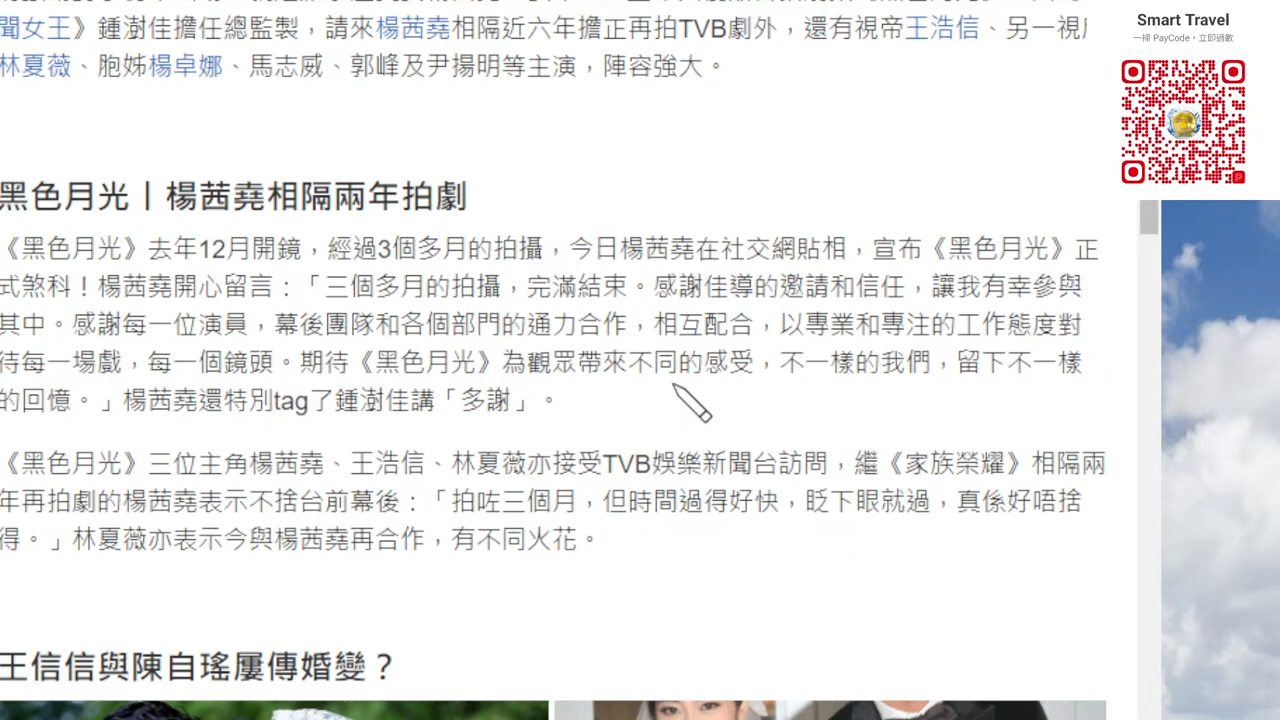 聞女王》鍾澍佳擔任總監製，請來楊茜堯相隔近六年擔正再拍TVB劇外，還有視帝王浩信、另一視
林夏薇、胞姊楊卓娜、馬志威、郭峰及尹揚明等主演，陣容強大。
Smart Travel
一掃 PayCode，立即過數
黑色月光丨楊茜堯相隔兩年拍劇
《黑色月光》去年12月開鏡，經過3個多月的拍攝，今日楊茜堯在社交網貼相，宣布《黑色月光》正
式煞科！楊茜堯開心留言：「三個多月的拍攝，完滿結束。感謝佳導的邀請和信任，讓我有幸參與
其中。感謝每一位演員，幕後團隊和各個部門的通力合作，相互配合，以專業和專注的工作態度對
待每一場戲，每一個鏡頭。期待《黑色月光》為觀眾帶來不同的感受，不一樣的我們，留下不一樣
的回憶。」楊茜堯還特別tag了鍾澍佳講「多謝」。
《黑色月光》三位主角楊茜堯、王浩信、林夏薇亦接受TVB娛樂新聞台訪問，繼《家族榮耀》相隔兩
年再拍劇的楊茜堯表示不捨台前幕後：「拍咗三個月，但時間過得好快，眨下眼就過，真係好唔捨
得。」林夏薇亦表示今與楊茜堯再合作，有不同火花。
王信信與陳自瑤屢傳婚變？